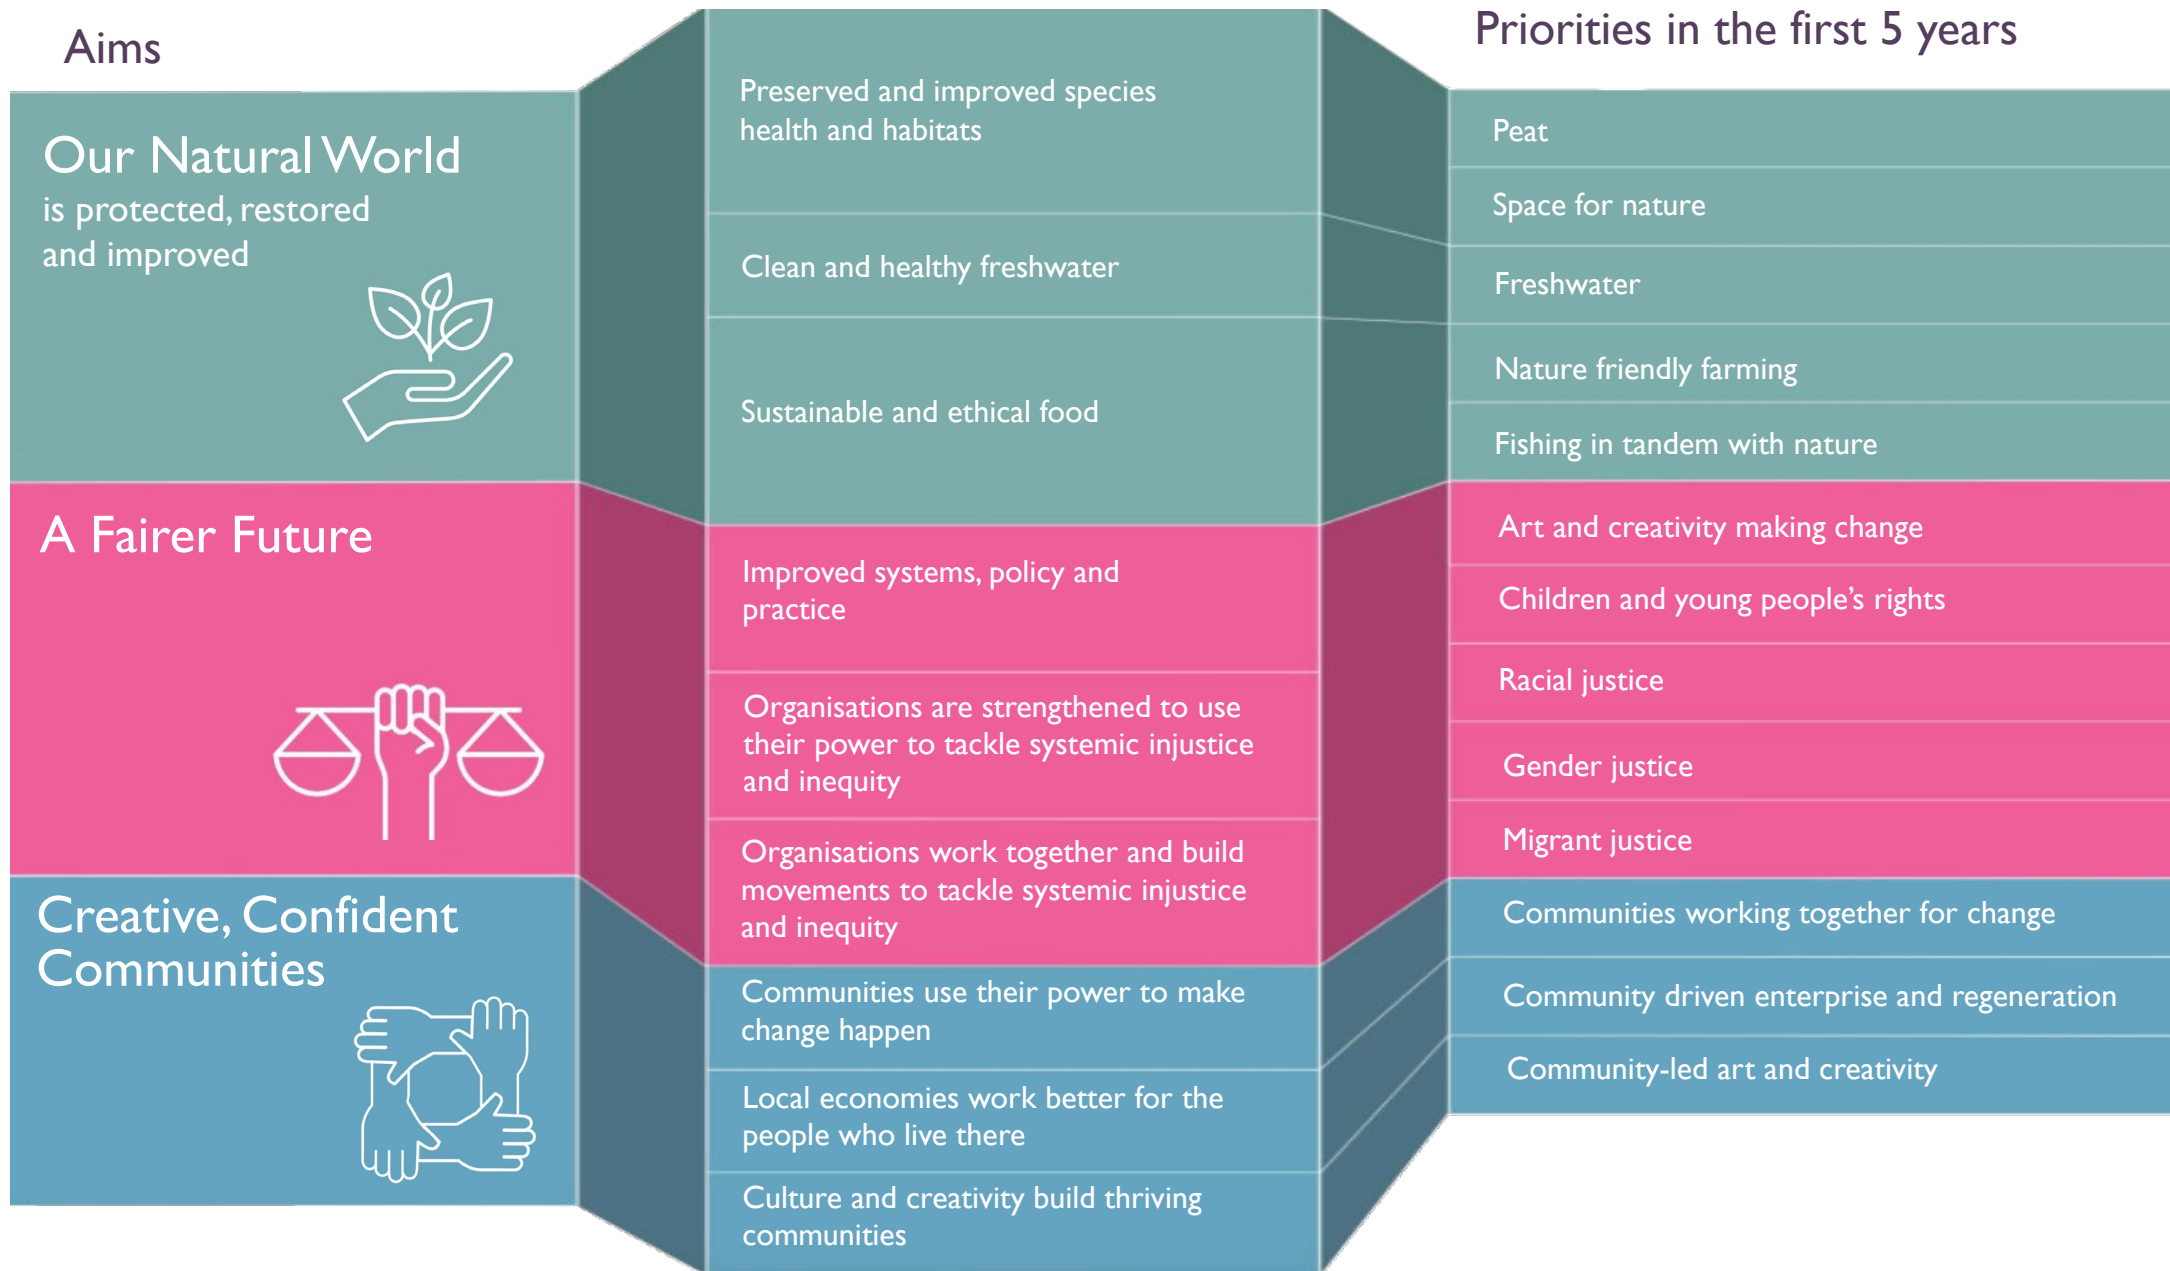 Aims
Our Natural World
is protected, restored
and improved
A Fairer Future
Creative, Confident
Communities
Preserved and improved species
health and habitats
Clean and healthy freshwater
Sustainable and ethical food
Improved systems, policy and
practice
Organisations are strengthened to use
their power to tackle systemic injustice
and inequity
Organisations work together and build
movements to tackle systemic injustice
and inequity
Communities use their power to make
change happen
Local economies work better for the
people who live there
Culture and creativity build thriving
communities
Priorities in the first 5 years
Peat
Space for nature
Freshwater
Nature friendly farming
Fishing in tandem with nature
Art and creativity making change
Children and young people’s rights
Racial justice
Gender justice
Migrant justice
Communities working together for change
Community driven enterprise and regeneration
Community-led art and creativity